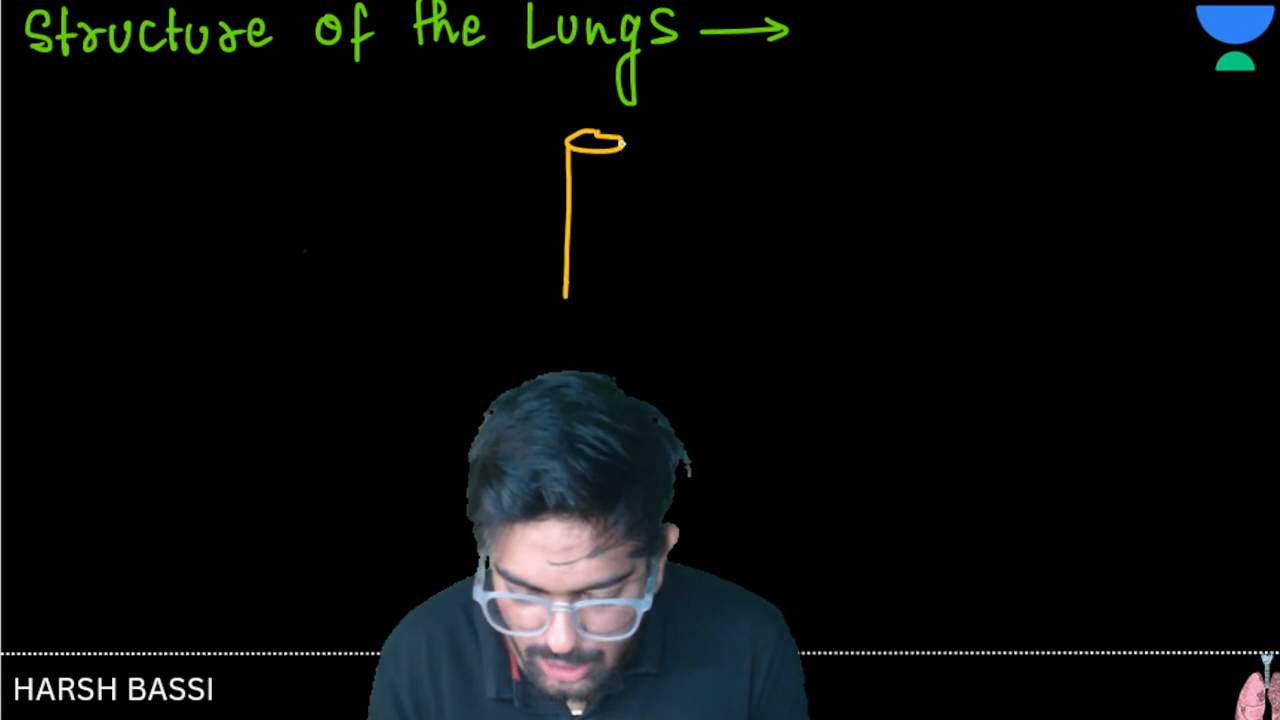 Structure of the Lungs →
HARSH BASSI